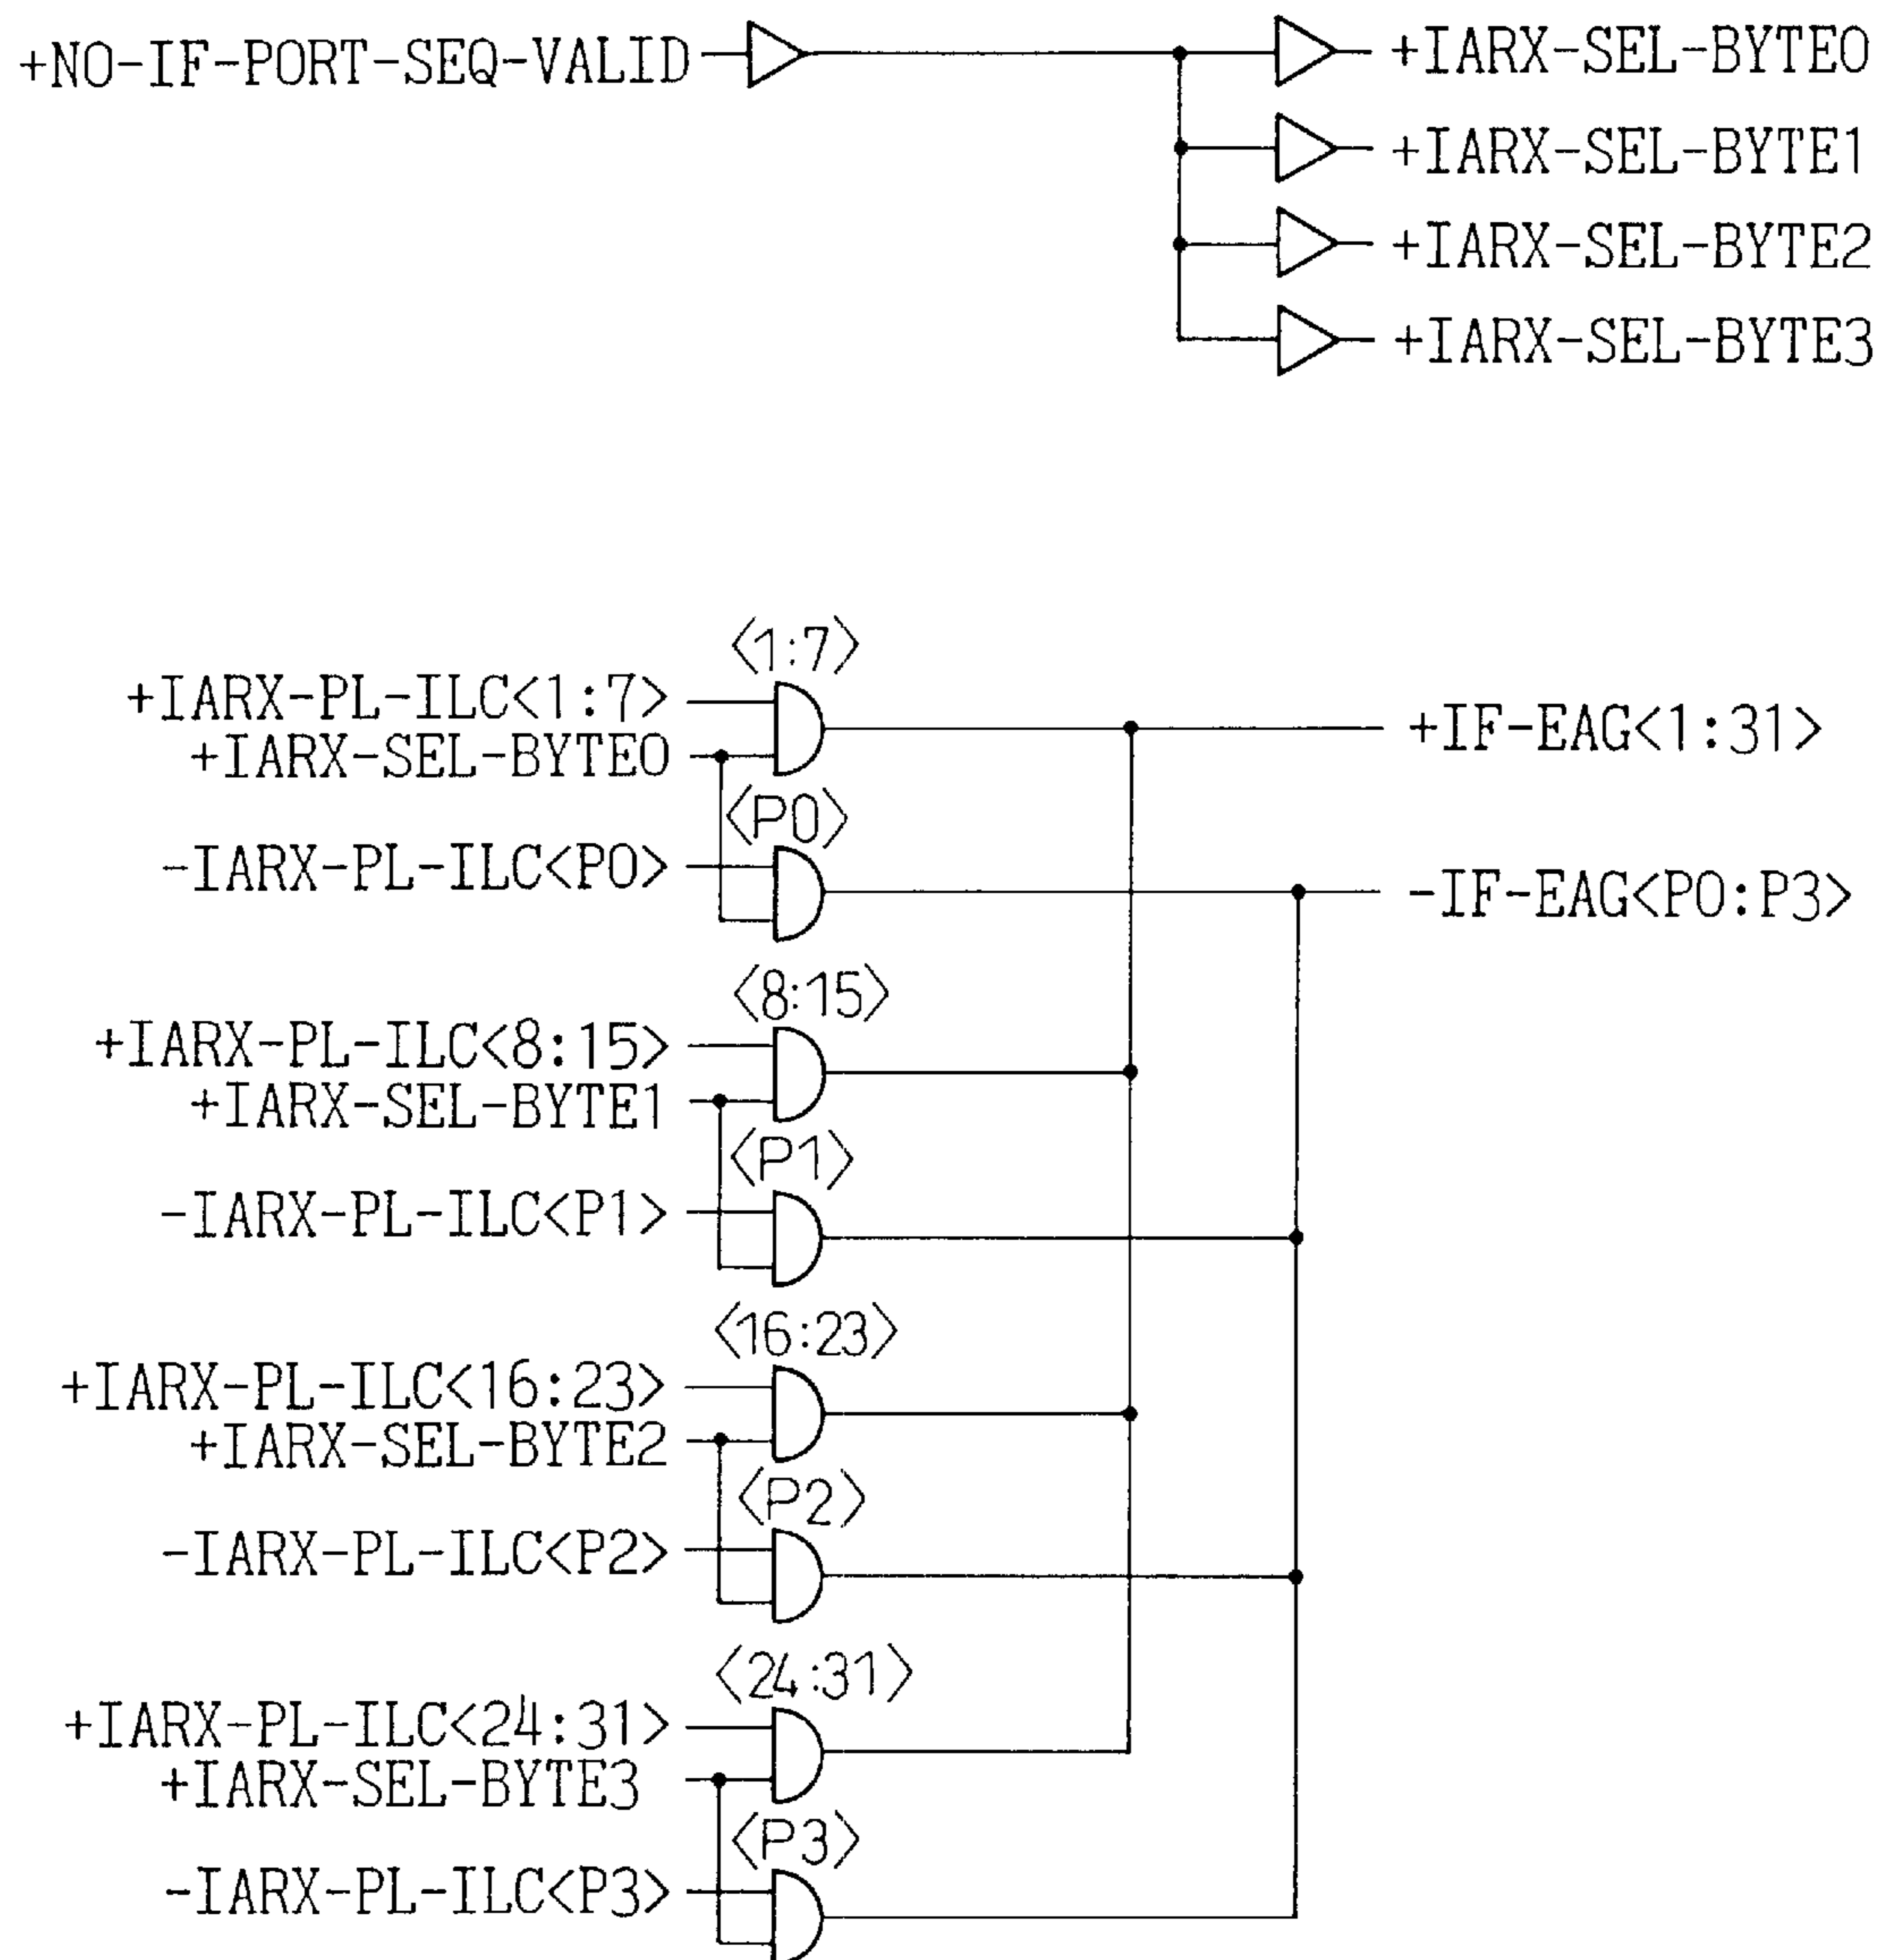 +NO-IF-PORT-SEQ-VALID
+IARX-SEL-BYTE0
+IARX-SEL-BYTE1
+IARX-SEL-BYTE2
+IARX-SEL-BYTE3
<1:7>
+IARX-PL-ILC<1:7>
+IARX-SEL-BYTE0
+IF-EAG<1:31>
<P0>
-IARX-PL-ILC<P0>
-IF-EAG<P0:P3>
<8:15>
+IARX-PL-ILC<8:15>
+IARX-SEL-BYTE1
<P1>
-IARX-PL-ILC<P1>
<16:23>
+IARX-PL-ILC<16:23>
+IARX-SEL-BYTE2
<P2>
-IARX-PL-ILC<P2>
<24:31>
+IARX-PL-ILC<24:31>
+IARX-SEL-BYTE3
<P3>
-IARX-PL-ILC<P3>